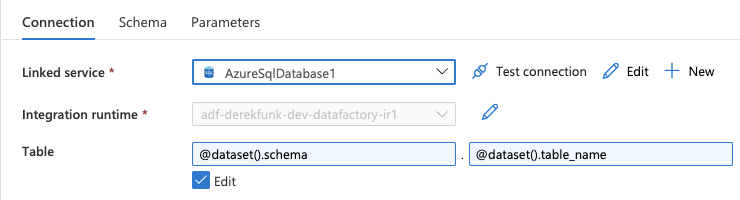 Connection Schema Parameters
Linked service * AzureSqlDatabase1 Test connection Edit New
Integration runtime * adf-derekfunk-dev-datafactory-ir1
Table @dataset().schema . @dataset().table_name
Edit